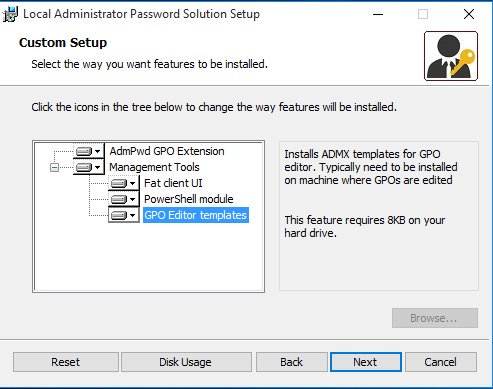 Local Administrator Password Solution Setup
Custom Setup
Select the way you want features to be installed.
Click the icons in the tree below to change the way features will be installed.
AdmPwd GPO Extension
Management Tools
Fat client UI
PowerShell module
GPO Editor templates
Installs ADMX templates for GPO
editor. Typically need to be installed
on machine where GPOs are edited
This feature requires 8KB on your
hard drive.
Browse...
Reset
Disk Usage
Back
Next
Cancel